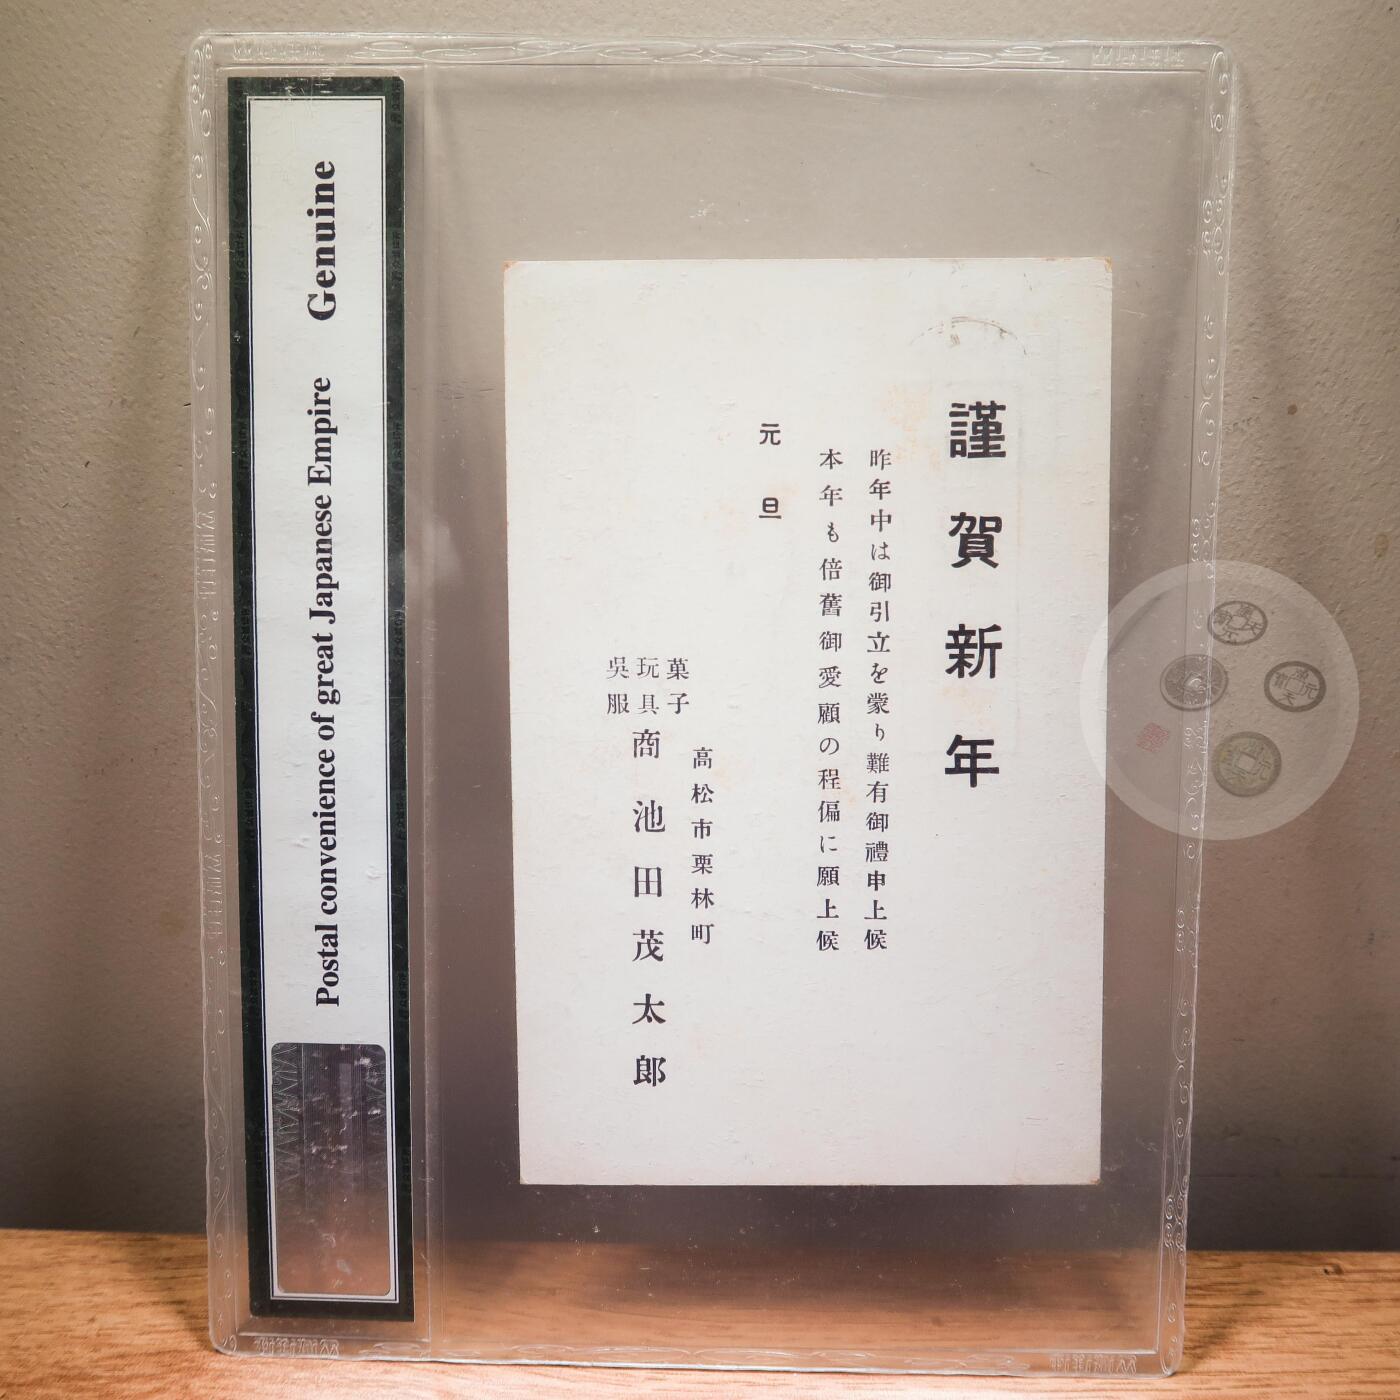 Postal convenience of great Japanese Empire Genuine
謹賀新年
昨年中は御引立を蒙り難有御禮申上候
本年も倍舊御愛顧の程偏に願上候
元旦
高松市栗林町
菓子
玩具
呉服
商 池田茂太郎